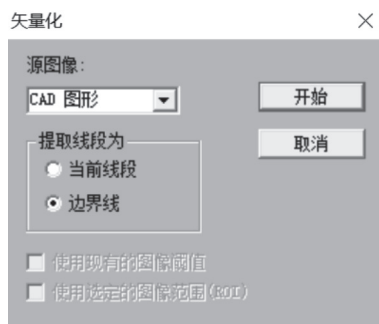 矢量化
源图像:
CAD 图形
开始
取消
提取线段为
当前线段
边界线
使用现有的图像阈值
使用选定的图像范围(ROI)